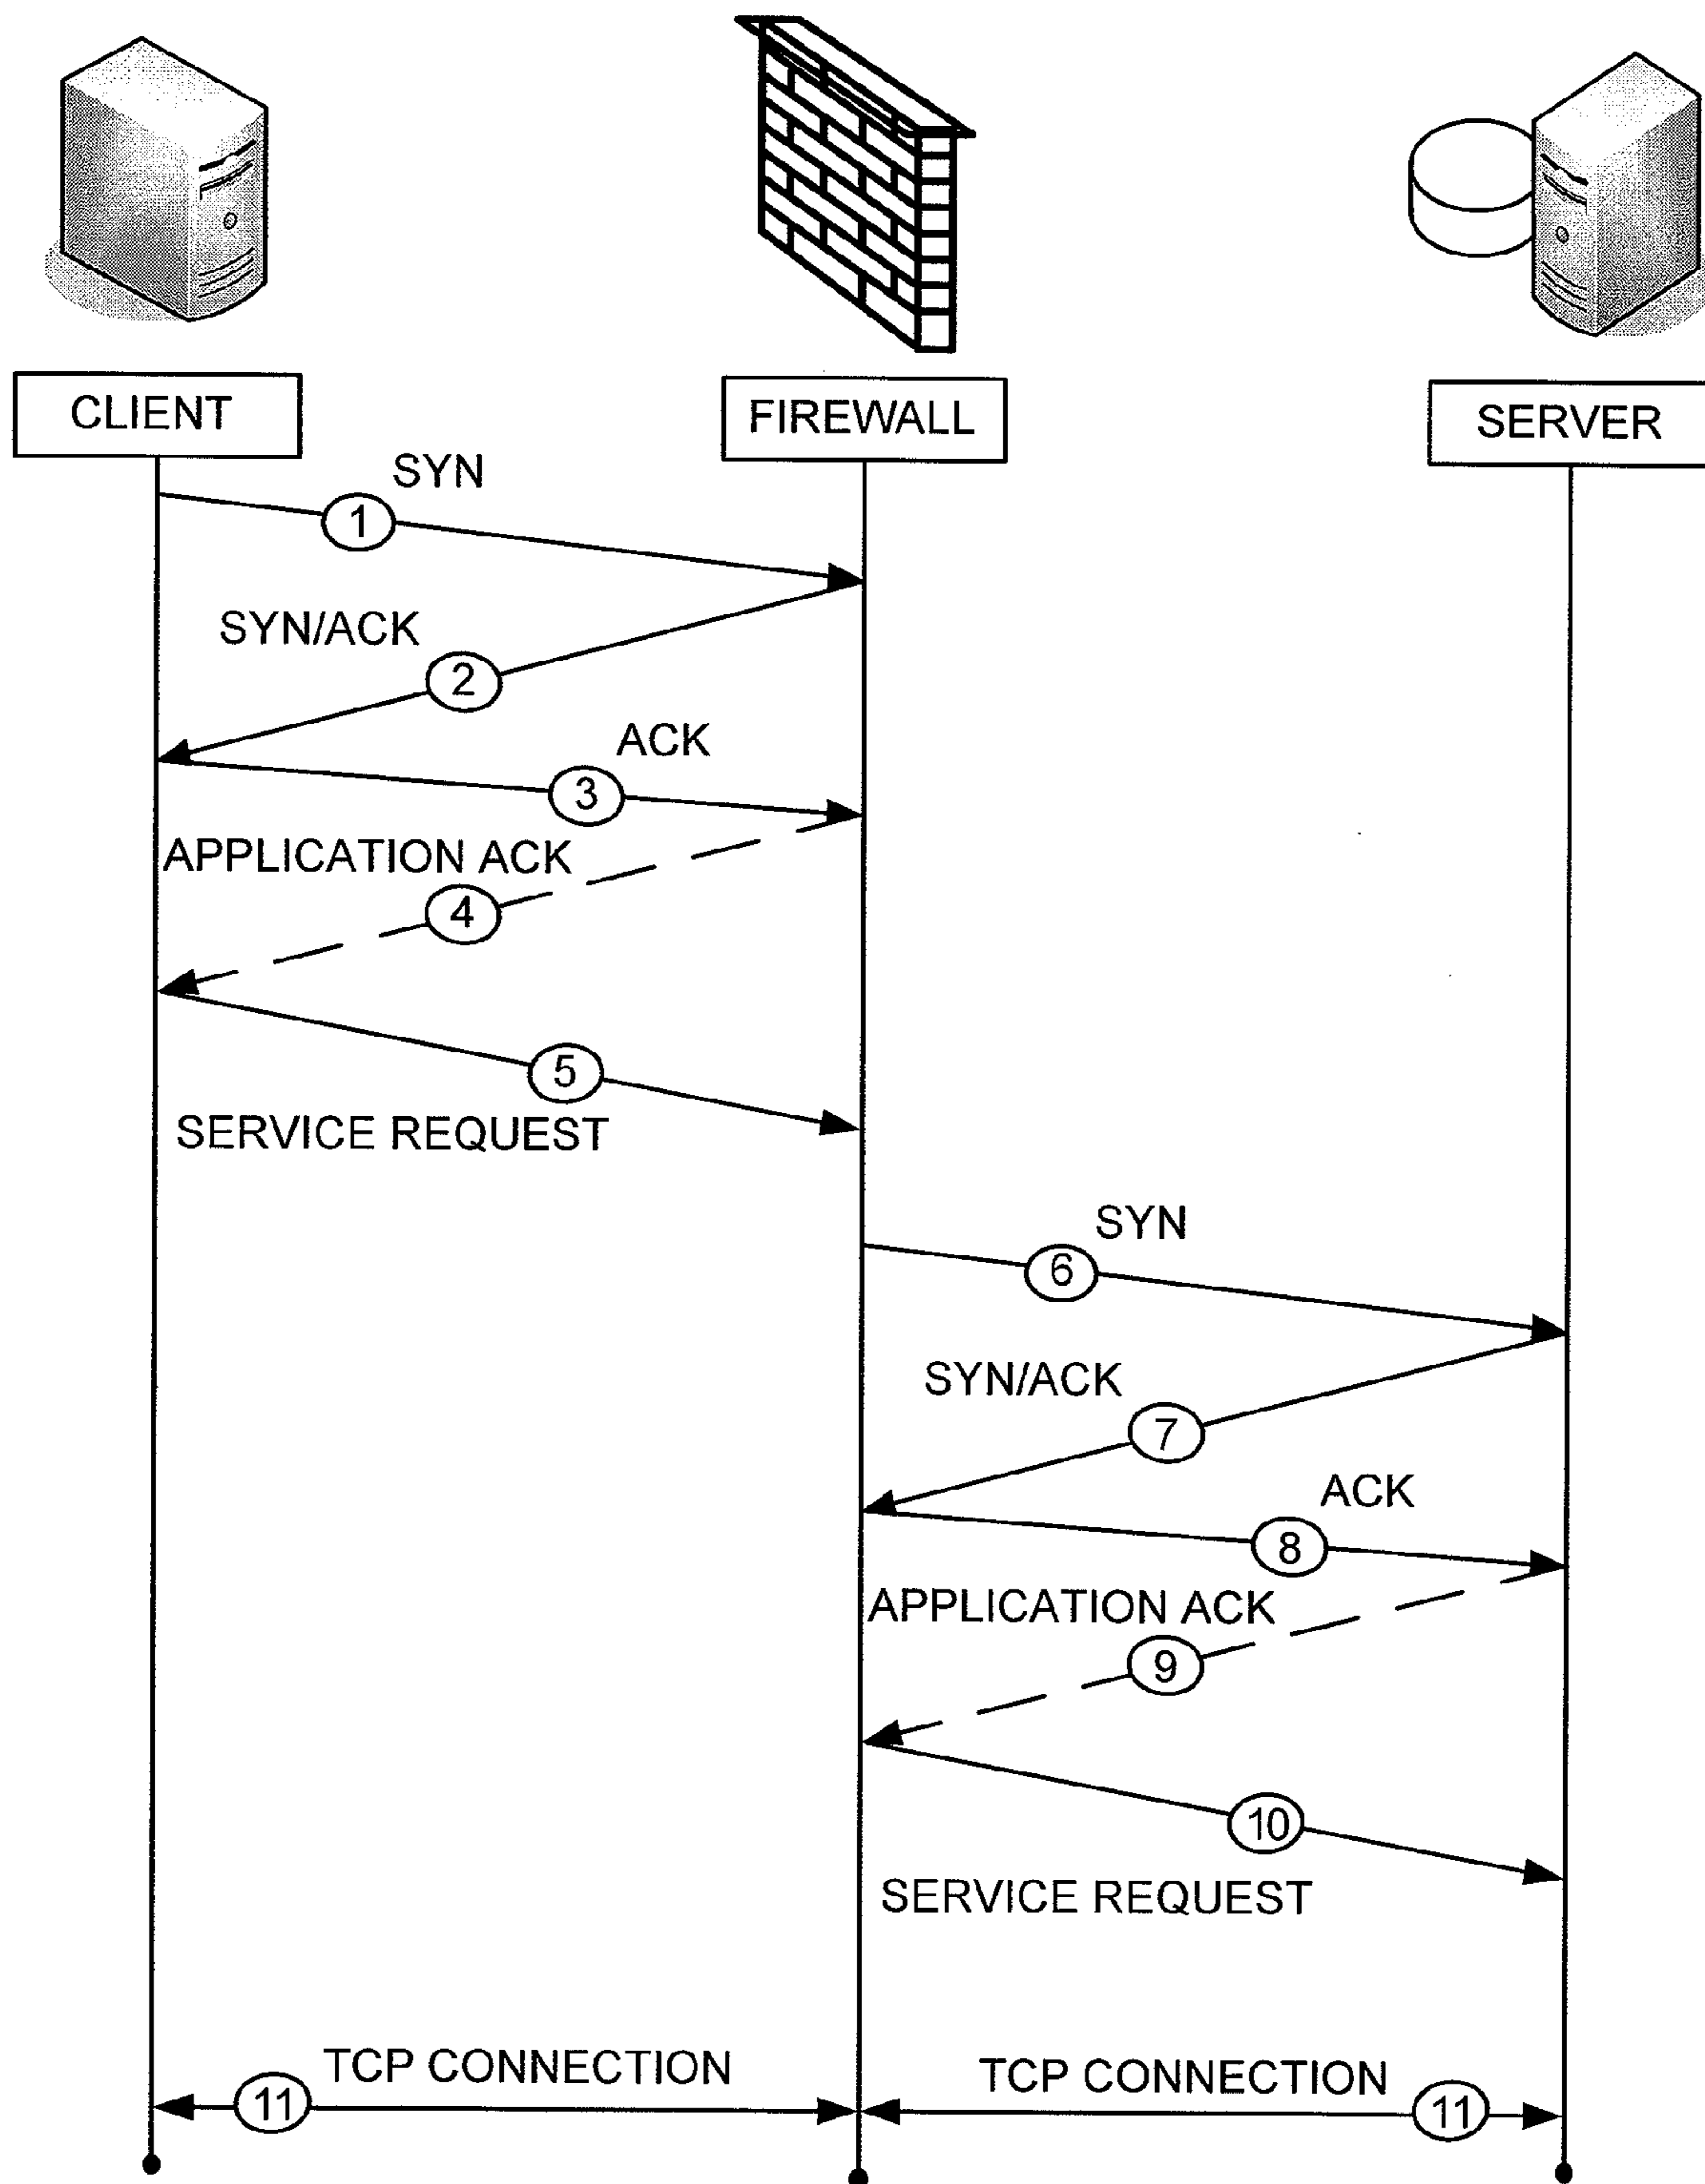 CLIENT
FIREWALL
SERVER
SYN
1
SYN/ACK
2
ACK
3
APPLICATION ACK
4
5
SERVICE REQUEST
SYN
6
SYN/ACK
7
ACK
8
APPLICATION ACK
9
10
SERVICE REQUEST
TCP CONNECTION
TCP CONNECTION
11
11